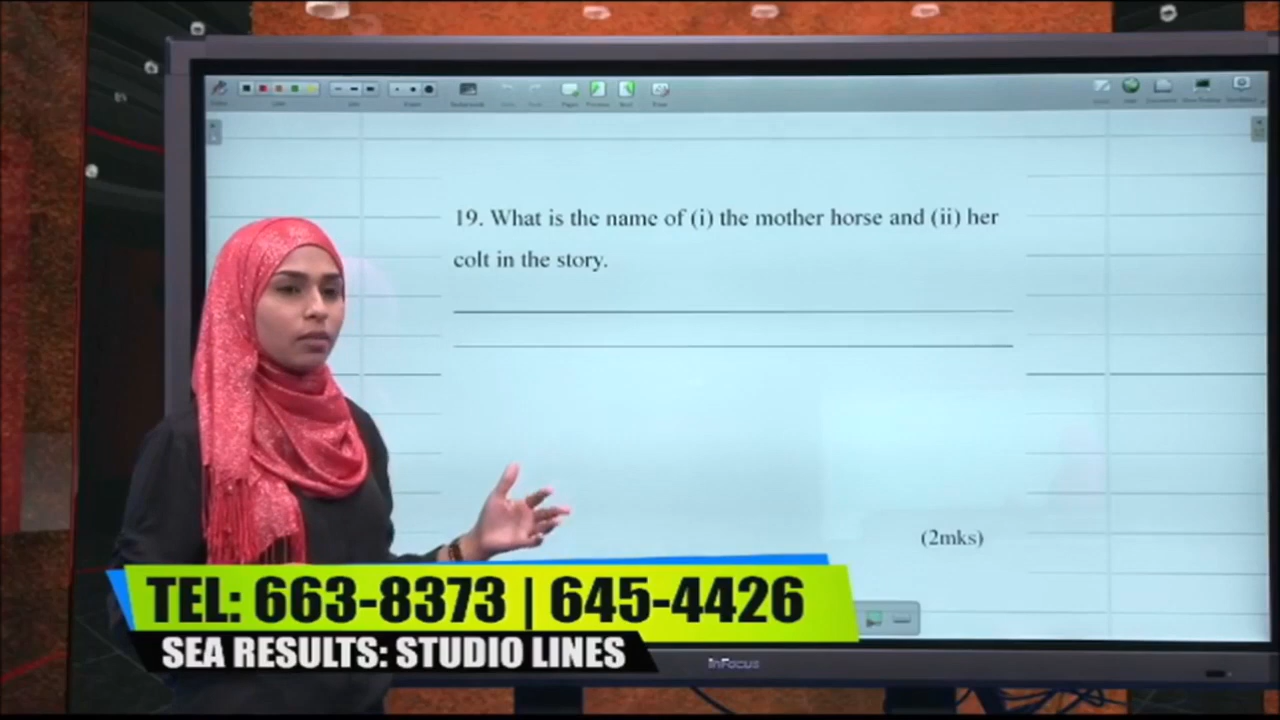 19. What is the name of (i) the mother horse and (ii) her
colt in the story.
(2mks)
TEL: 663-8373 | 645-4426
SEA RESULTS: STUDIO LINES
InFocus